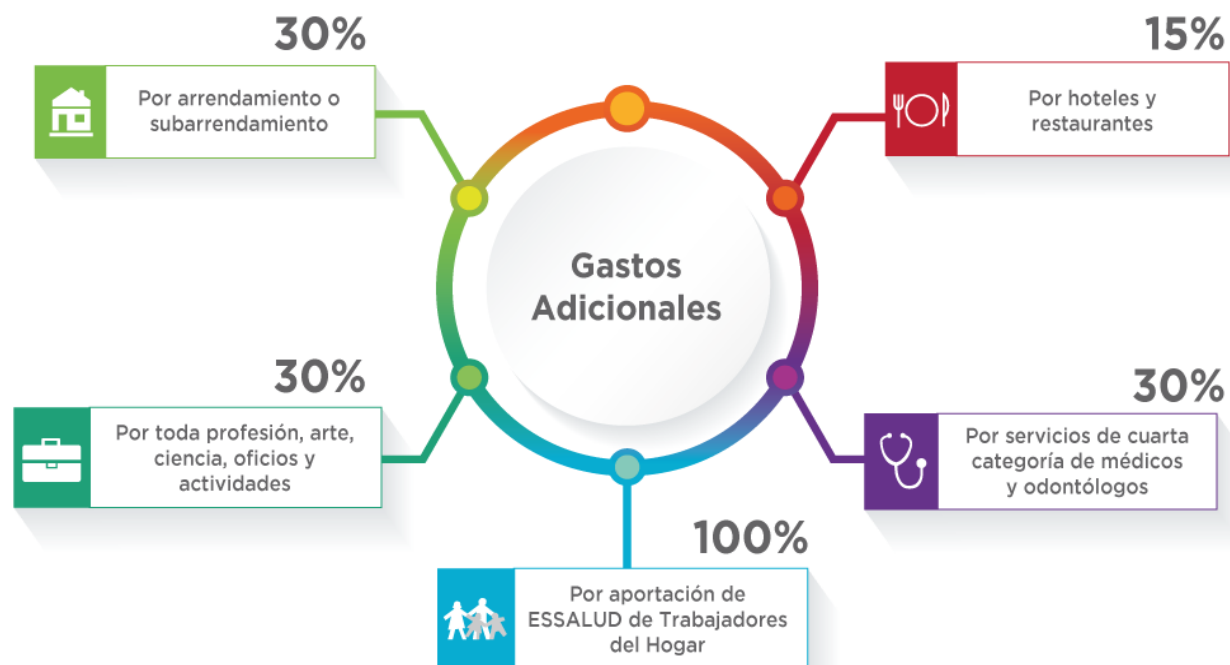 30%
Por arrendamiento o
subarrendamiento
15%
Por hoteles y
restaurantes
Gastos
Adicionales
30%
Por toda profesión, arte,
ciencia, oficios y
actividades
30%
Por servicios de cuarta
categoría de médicos
y odontólogos
100%
Por aportación de
ESSALUD de Trabajadores
del Hogar